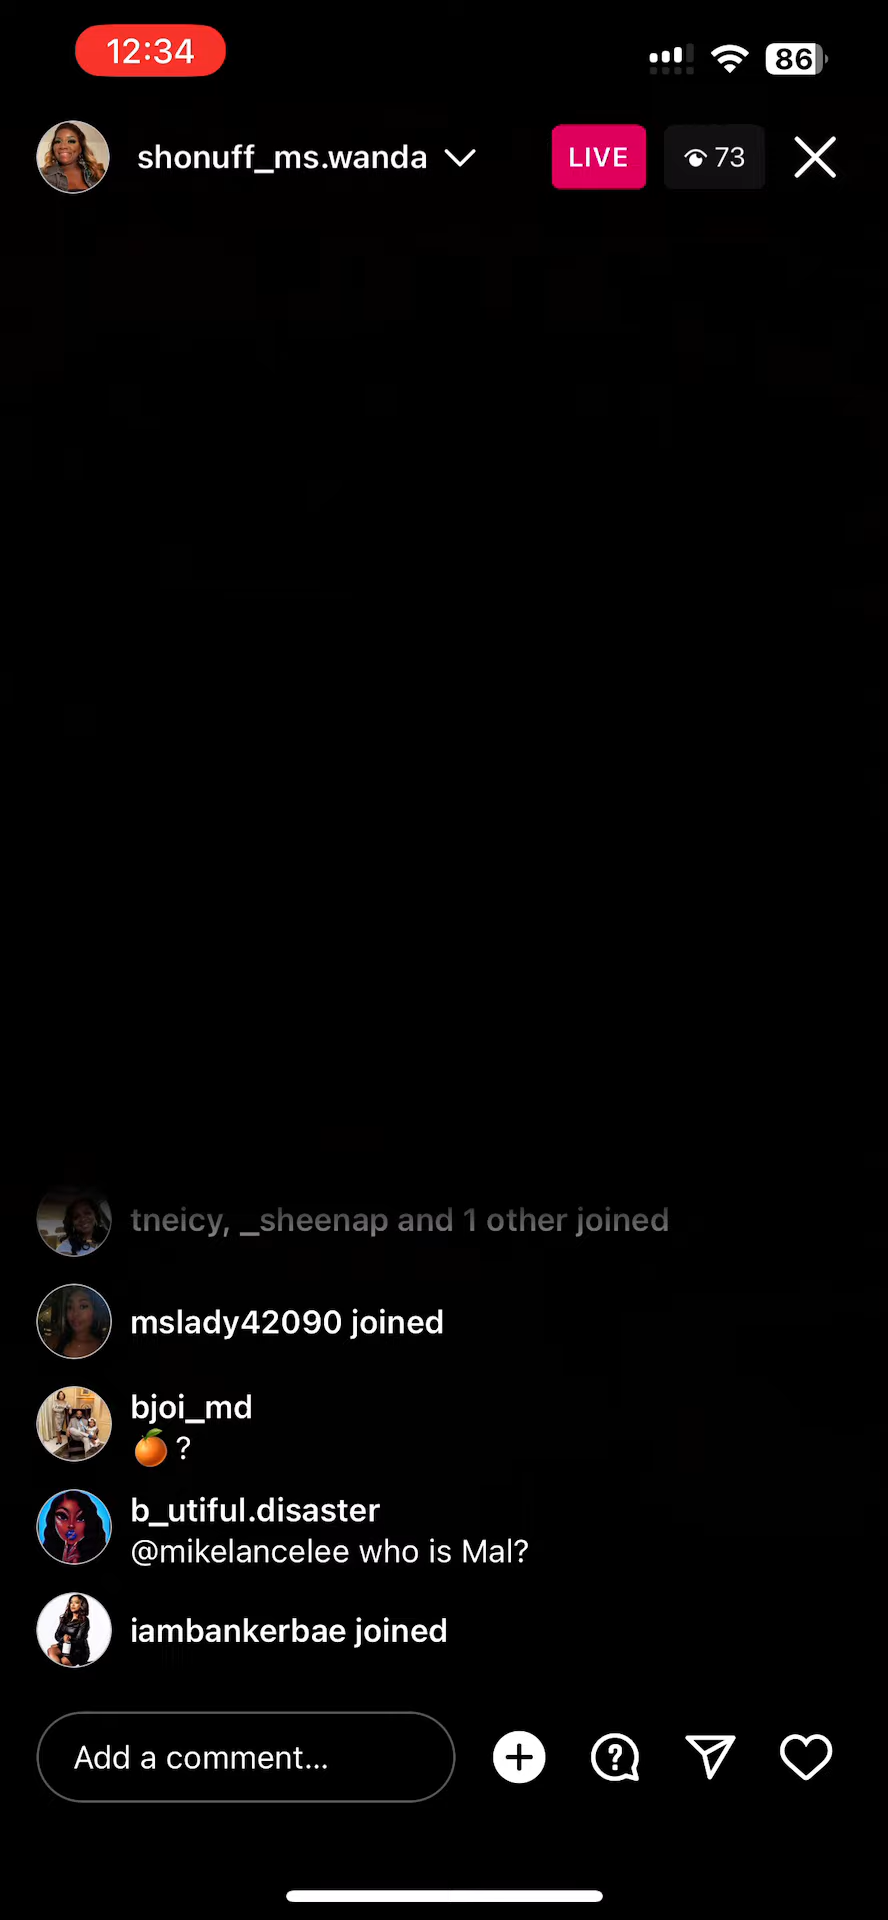 12:34
86
shonuff_ms.wanda
LIVE
73
tneicy, _sheenap and 1 other joined
mslady42090 joined
bjoi_md
🍊 ?
b_utiful.disaster
@mikelancelee who is Mal?
iambankerbae joined
Add a comment...